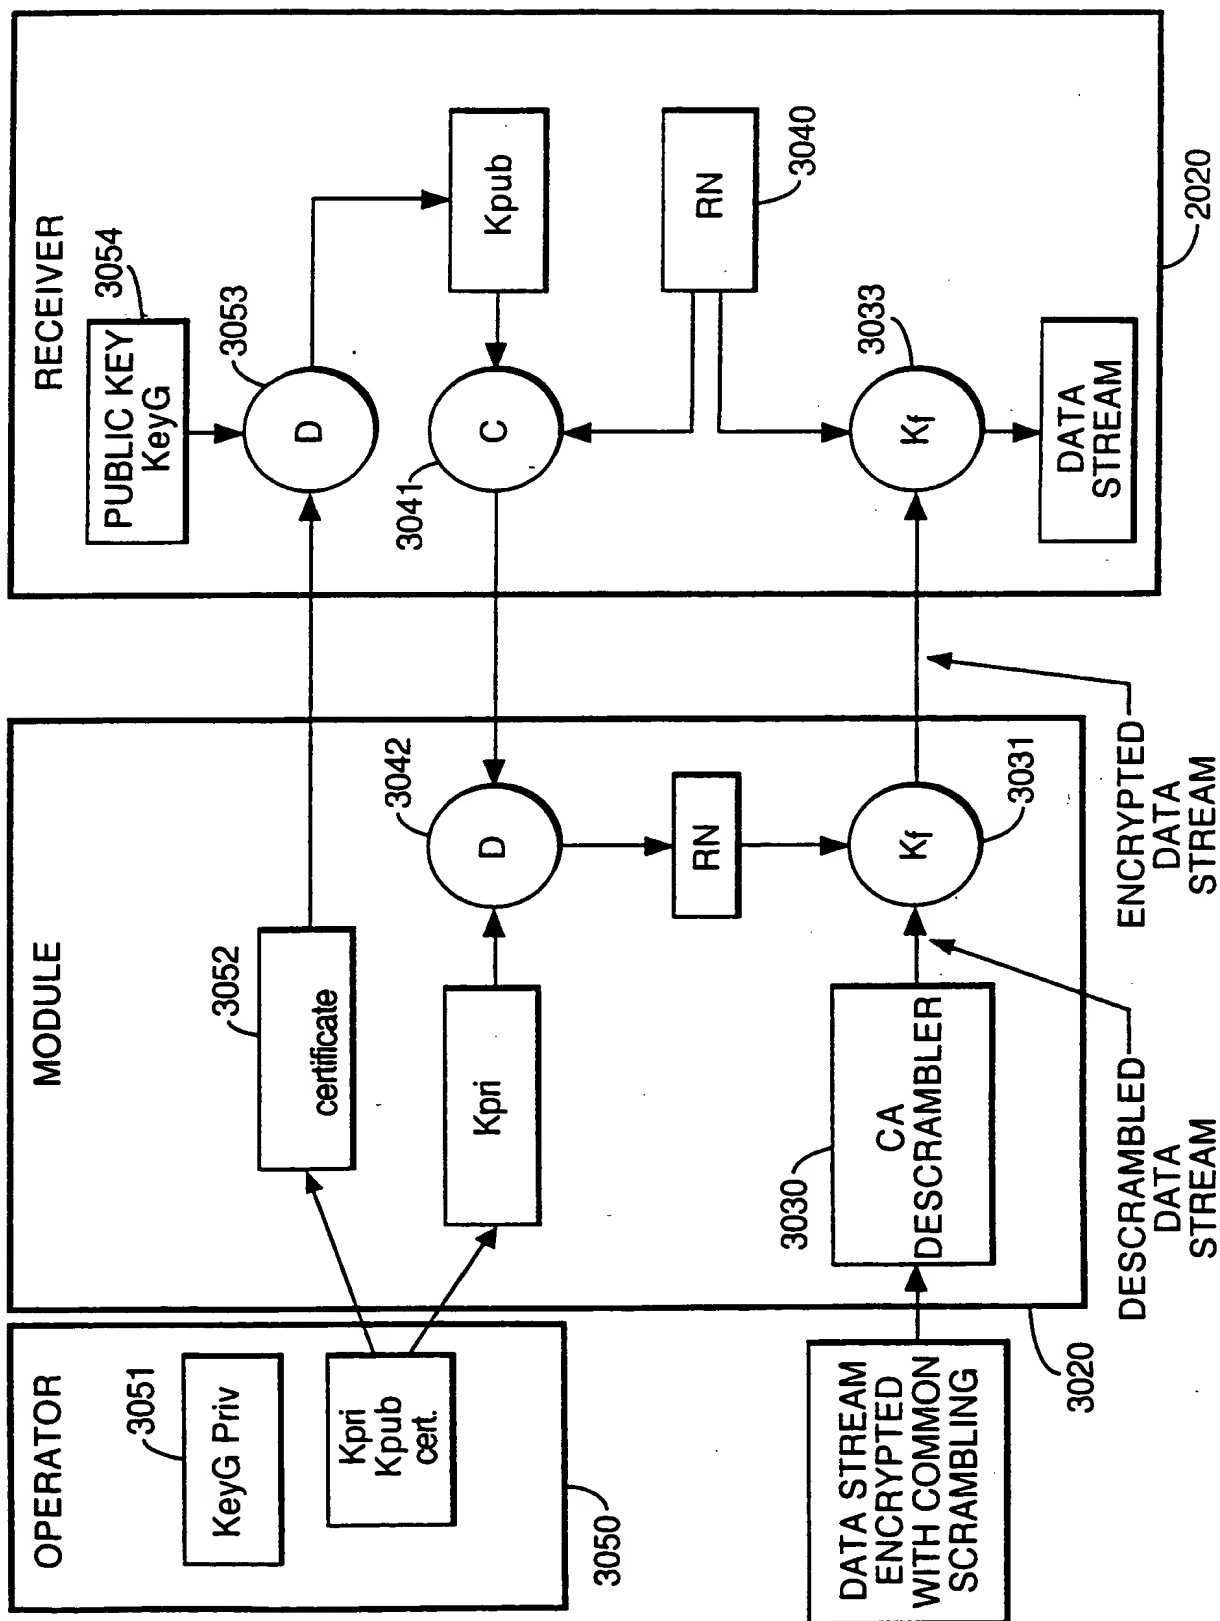 OPERATOR
3051
KeyG Priv
Kpri
Kpub
cert.
3050
DATA STREAM
ENCRYPTED
WITH COMMON
SCRAMBLING
MODULE
3052
certificate
Kpri
3042
D
RN
3030
CA
DESCRAMBLER
Kf
3031
3020
DESCRAMBLED
DATA
STREAM
ENCRYPTED
DATA
STREAM
RECEIVER
PUBLIC KEY
KeyG
3054
3053
D
Kpub
3041
C
RN
3040
3033
Kf
DATA
STREAM
2020